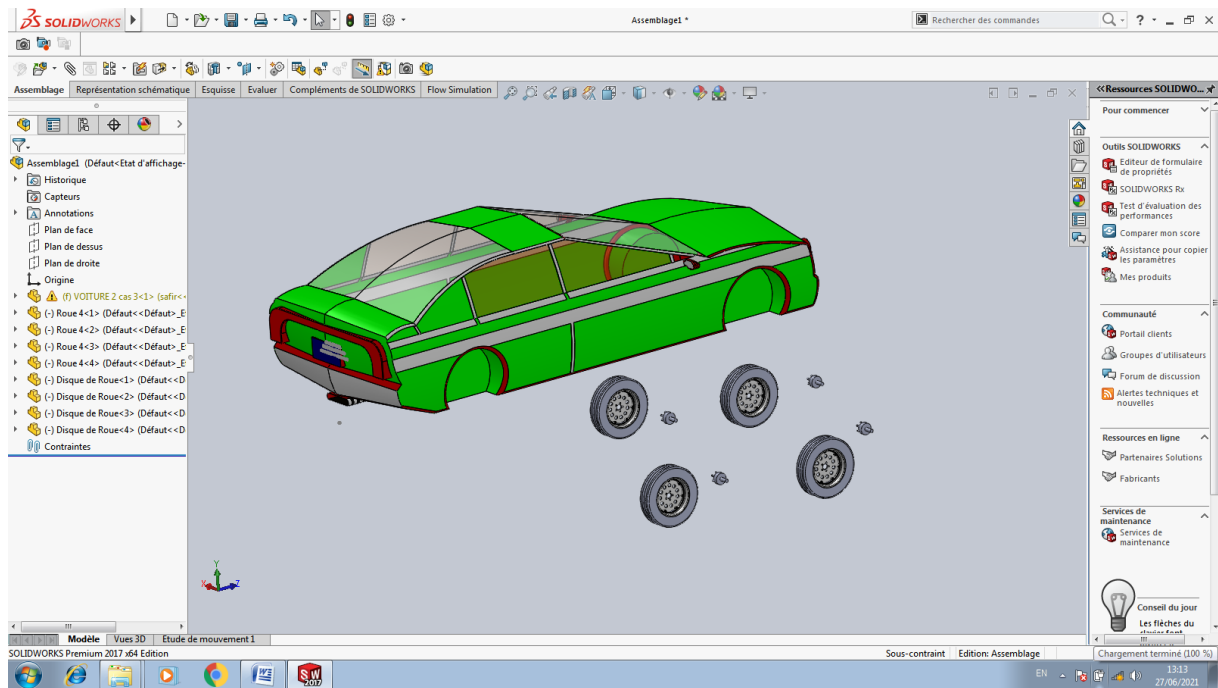 SOLIDWORKS
Assemblage1 *
Rechercher des commandes
Assemblage
Représentation schématique
Esquisse
Evaluer
Compléments de SOLIDWORKS
Flow Simulation
Assemblage1 (Défaut<Etat d'affichage-
Historique
Capteurs
Annotations
Plan de face
Plan de dessus
Plan de droite
Origine
(f) VOITURE 2 cas 3<1> (safir<
(-) Roue 4<1> (Défaut<<Défaut>_E
(-) Roue 4<2> (Défaut<<Défaut>_E
(-) Roue 4<3> (Défaut<<Défaut>_E
(-) Roue 4<4> (Défaut<<Défaut>_E
(-) Disque de Roue<1> (Défaut<<D
(-) Disque de Roue<2> (Défaut<<D
(-) Disque de Roue<3> (Défaut<<D
(-) Disque de Roue<4> (Défaut<<D
Contraintes
Y
X
Z
Modèle
Vues 3D
Etude de mouvement 1
SOLIDWORKS Premium 2017 x64 Edition
Sous-contraint
Edition: Assemblage
Ressources SOLIDWO...
Pour commencer
Outils SOLIDWORKS
Editeur de formulaire
de propriétés
SOLIDWORKS Rx
Test d'évaluation des
performances
Comparer mon score
Assistance pour copier
les paramètres
Mes produits
Communauté
Portail clients
Groupes d'utilisateurs
Forum de discussion
Alertes techniques et
nouvelles
Ressources en ligne
Partenaires Solutions
Fabricants
Services de
maintenance
Services de
maintenance
Conseil du jour
Les flèches du
Chargement terminé (100 %)
SW
2017
EN
13:13
27/06/2021